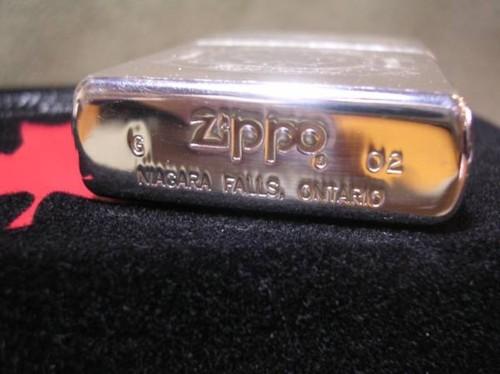 Zippo
G 02
NIAGARA FALLS, ONTARIO